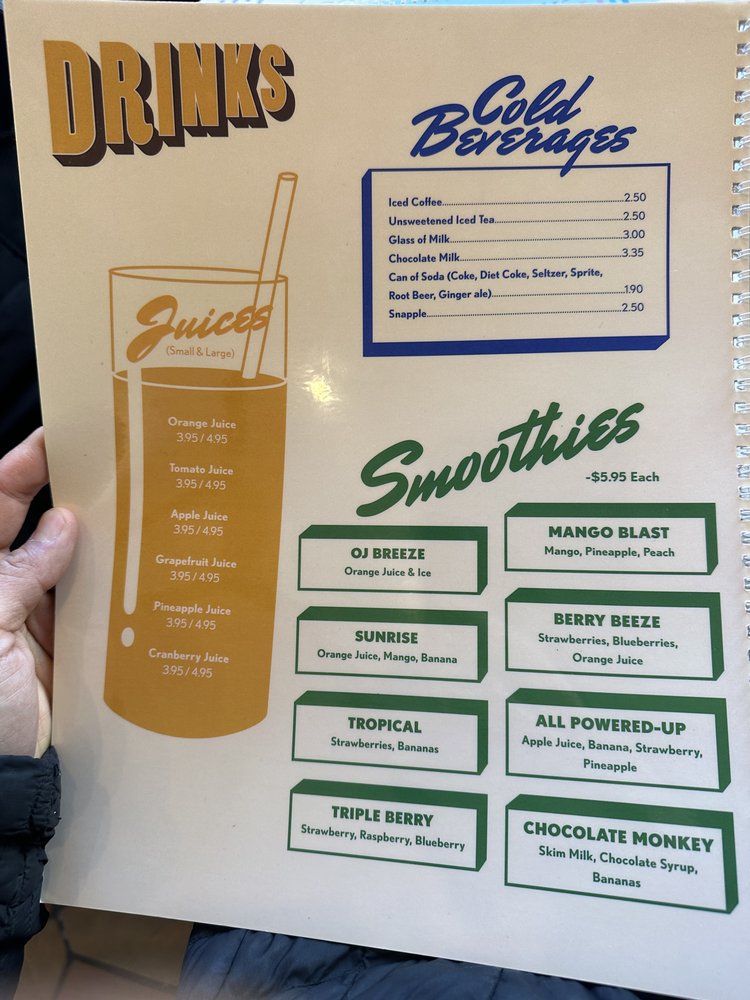 DRINKS
Juices
(Small & Large)
Orange Juice
3.95 / 4.95
Tomato Juice
3.95 / 4.95
Apple Juice
3.95 / 4.95
Grapefruit Juice
3.95 / 4.95
Pineapple Juice
3.95 / 4.95
Cranberry Juice
3.95 / 4.95
Cold
Beverages
Iced Coffee 2.50
Unsweetened Iced Tea 2.50
Glass of Milk 3.00
Chocolate Milk 3.35
Can of Soda (Coke, Diet Coke, Seltzer, Sprite,
Root Beer, Ginger ale) 1.90
Snapple 2.50
Smoothies
-$5.95 Each
OJ BREEZE
Orange Juice & Ice
SUNRISE
Orange Juice, Mango, Banana
TROPICAL
Strawberries, Bananas
TRIPLE BERRY
Strawberry, Raspberry, Blueberry
MANGO BLAST
Mango, Pineapple, Peach
BERRY BEEZE
Strawberries, Blueberries,
Orange Juice
ALL POWERED-UP
Apple Juice, Banana, Strawberry,
Pineapple
CHOCOLATE MONKEY
Skim Milk, Chocolate Syrup,
Bananas